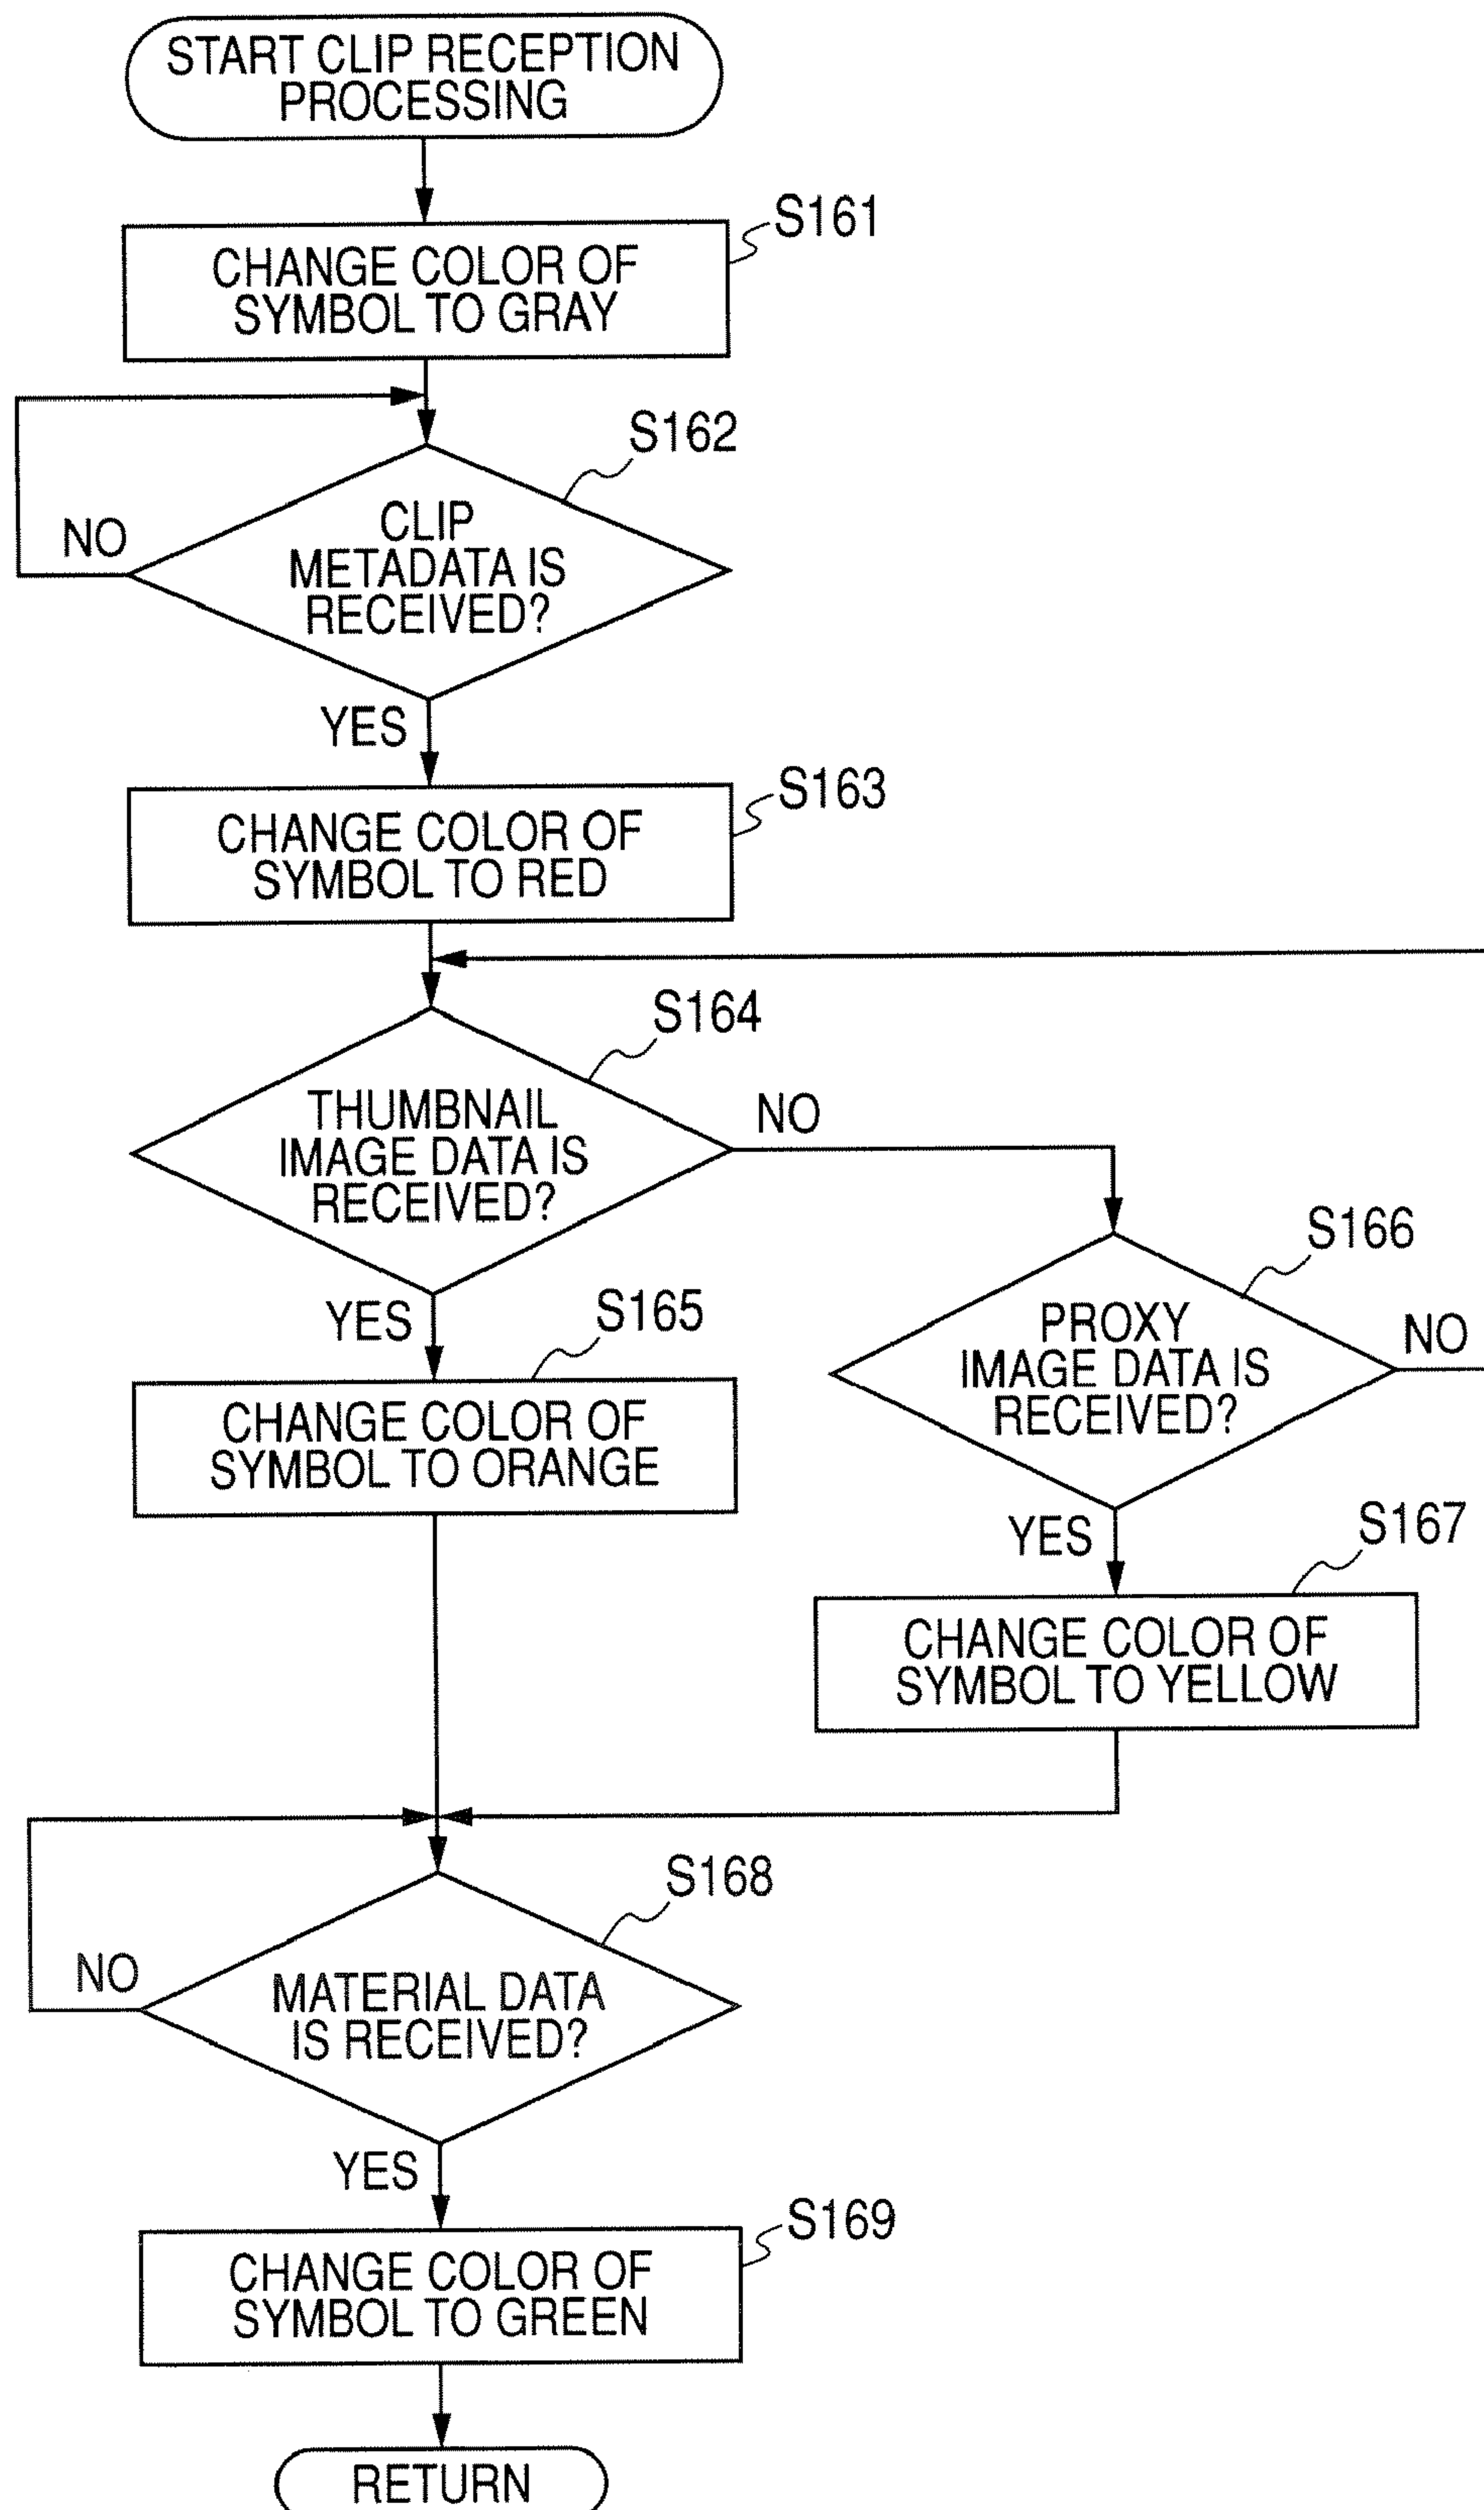 START CLIP RECEPTION
PROCESSING
S161
CHANGE COLOR OF
SYMBOL TO GRAY
S162
CLIP
METADATA IS
RECEIVED?
NO
YES
S163
CHANGE COLOR OF
SYMBOL TO RED
S164
THUMBNAIL
IMAGE DATA IS
RECEIVED?
NO
YES
S165
CHANGE COLOR OF
SYMBOL TO ORANGE
S166
PROXY
IMAGE DATA IS
RECEIVED?
NO
YES
S167
CHANGE COLOR OF
SYMBOL TO YELLOW
S168
MATERIAL DATA
IS RECEIVED?
NO
YES
S169
CHANGE COLOR OF
SYMBOL TO GREEN
RETURN